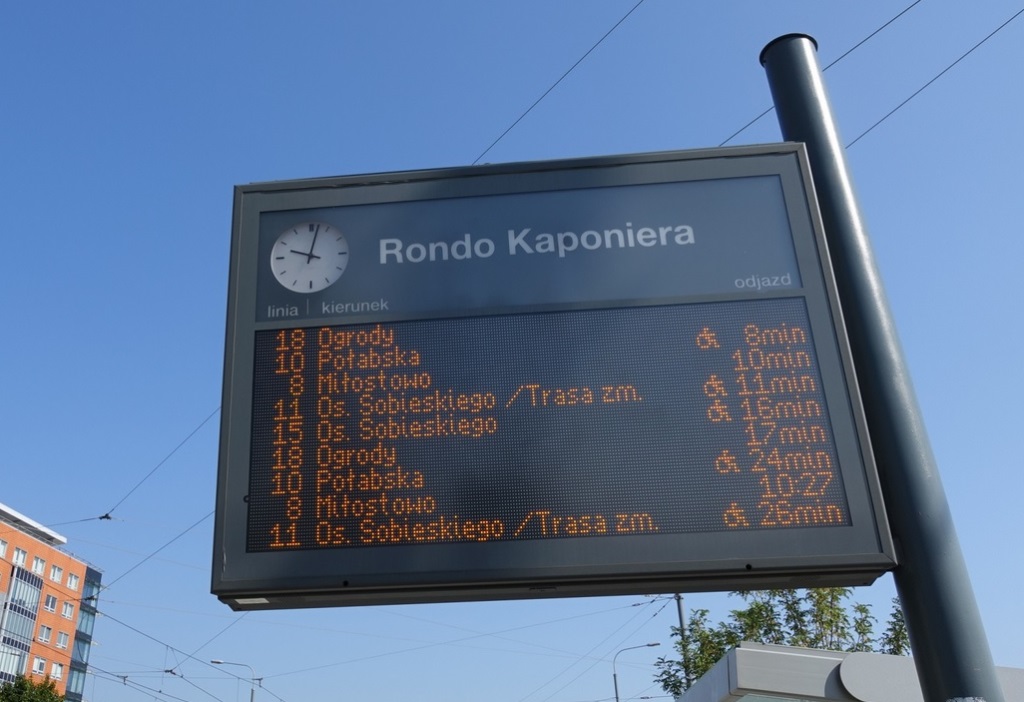 Rondo Kaponiera
linia | kierunek odjazd
18 Ogrody
10 Połabska 8min
8 Miłostowo 10min
11 Os. Sobieskiego /Trasa zm. 11min
15 Os. Sobieskiego 16min
18 Ogrody 17min
10 Połabska 24min
8 Miłostowo 10:27
11 Os. Sobieskiego /Trasa zm. 26min